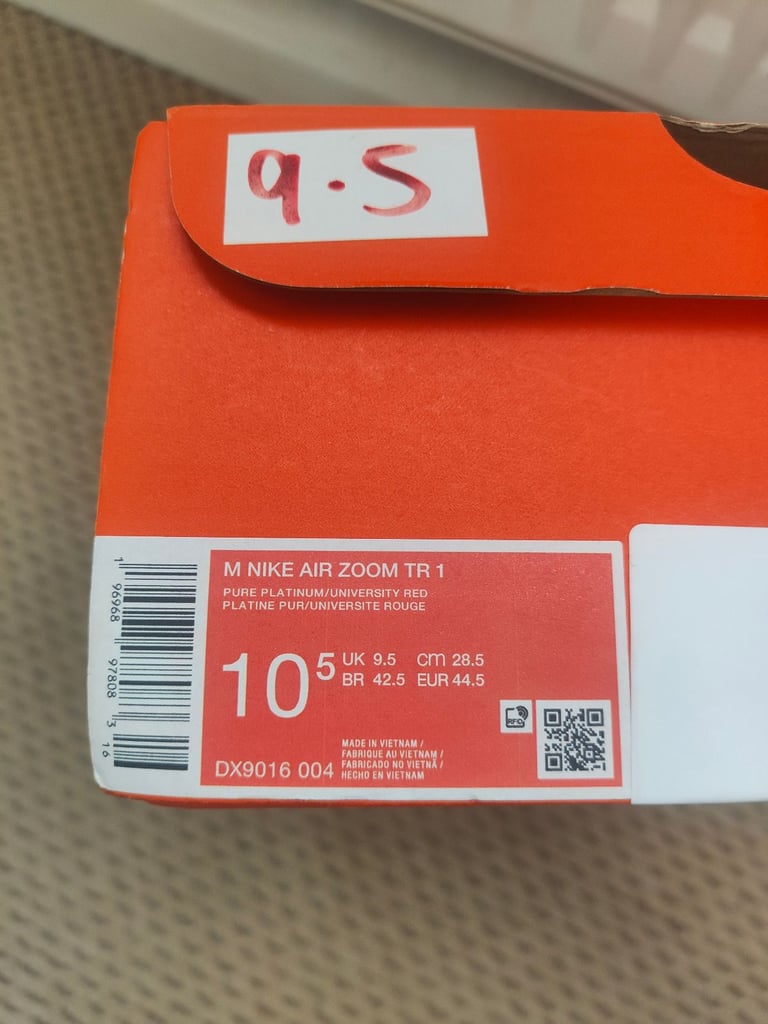 9.5
M NIKE AIR ZOOM TR 1
PURE PLATINUM/UNIVERSITY RED
PLATINE PUR/UNIVERSITE ROUGE
10⁵
UK 9.5 cm 28.5
BR 42.5 EUR 44.5
RFID
MADE IN VIETNAM /
FABRIQUE AU VIETNAM /
FABRICADO NO VIETNÃ /
HECHO EN VIETNAM
DX9016 004
1 96968 97808 3 16